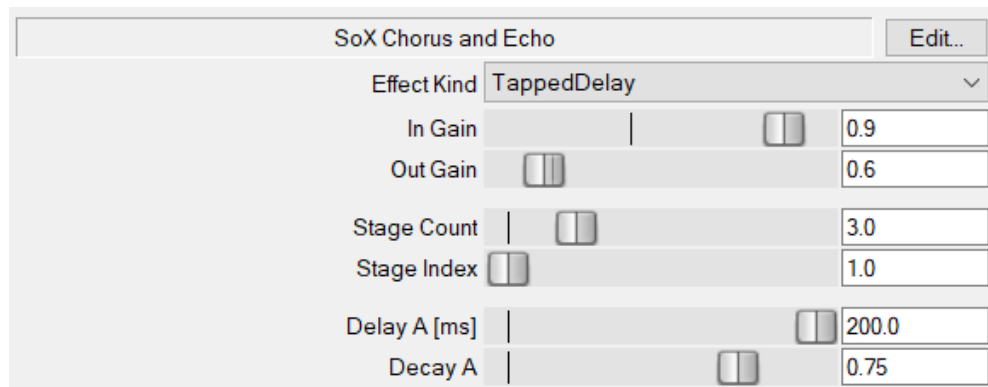 SoX Chorus and Echo Edit...
Effect Kind TappedDelay
In Gain 0.9
Out Gain 0.6
Stage Count 3.0
Stage Index 1.0
Delay A [ms] 200.0
Decay A 0.75